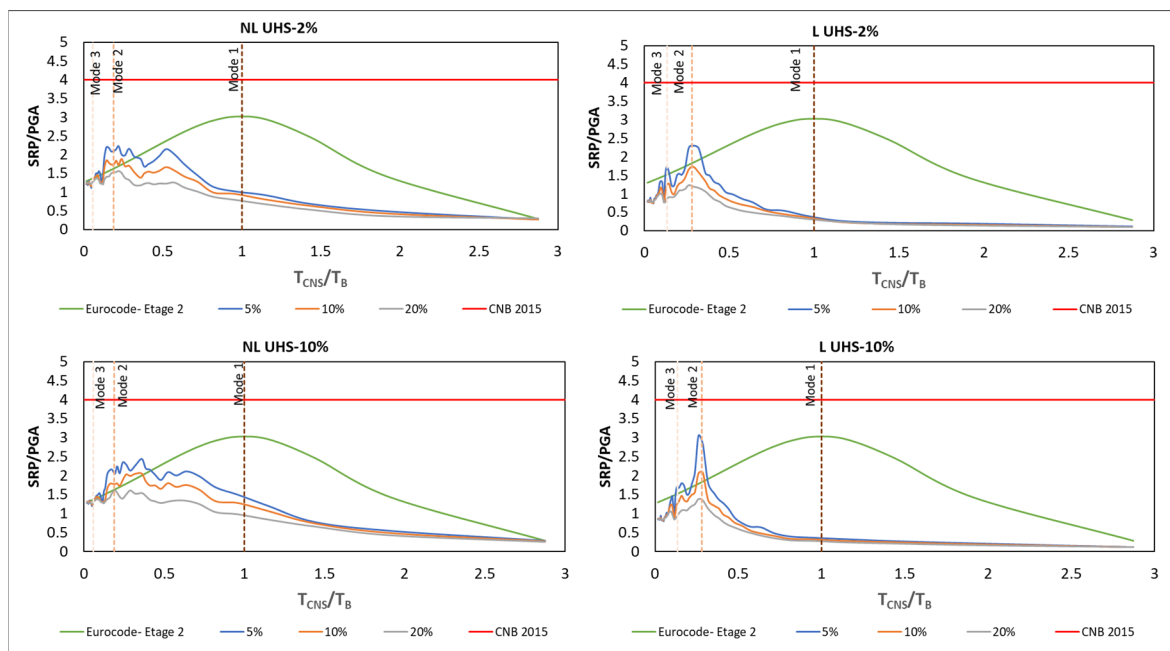 NL UHS-2%
5
4.5
4
3.5
3
2.5
2
1.5
1
0.5
0
SRP/PGA
Mode 3
Mode 2
Mode 1
0 0.5 1 1.5 2 2.5 3
T_CNS/T_B
Eurocode- Etage 2 5% 10% 20% CNB 2015
L UHS-2%
5
4.5
4
3.5
3
2.5
2
1.5
1
0.5
0
SRP/PGA
Mode 3
Mode 2
Mode 1
0 0.5 1 1.5 2 2.5 3
T_CNS/T_B
Eurocode- Etage 2 5% 10% 20% CNB 2015
NL UHS-10%
5
4.5
4
3.5
3
2.5
2
1.5
1
0.5
0
SRP/PGA
Mode 3
Mode 2
Mode 1
0 0.5 1 1.5 2 2.5 3
T_CNS/T_B
Eurocode- Etage 2 5% 10% 20% CNB 2015
L UHS-10%
5
4.5
4
3.5
3
2.5
2
1.5
1
0.5
0
SRP/PGA
Mode 3
Mode 2
Mode 1
0 0.5 1 1.5 2 2.5 3
T_CNS/T_B
Eurocode- Etage 2 5% 10% 20% CNB 2015